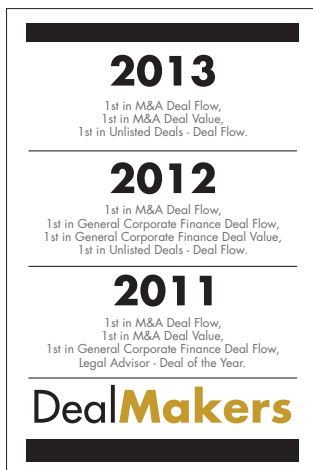 2013
1st in M&A Deal Flow,
1st in M&A Deal Value,
1st in Unlisted Deals - Deal Flow.
2012
1st in M&A Deal Flow,
1st in General Corporate Finance Deal Flow,
1st in General Corporate Finance Deal Value,
1st in Unlisted Deals - Deal Flow.
2011
1st in M&A Deal Flow,
1st in M&A Deal Value,
1st in General Corporate Finance Deal Flow,
Legal Advisor - Deal of the Year.
DealMakers